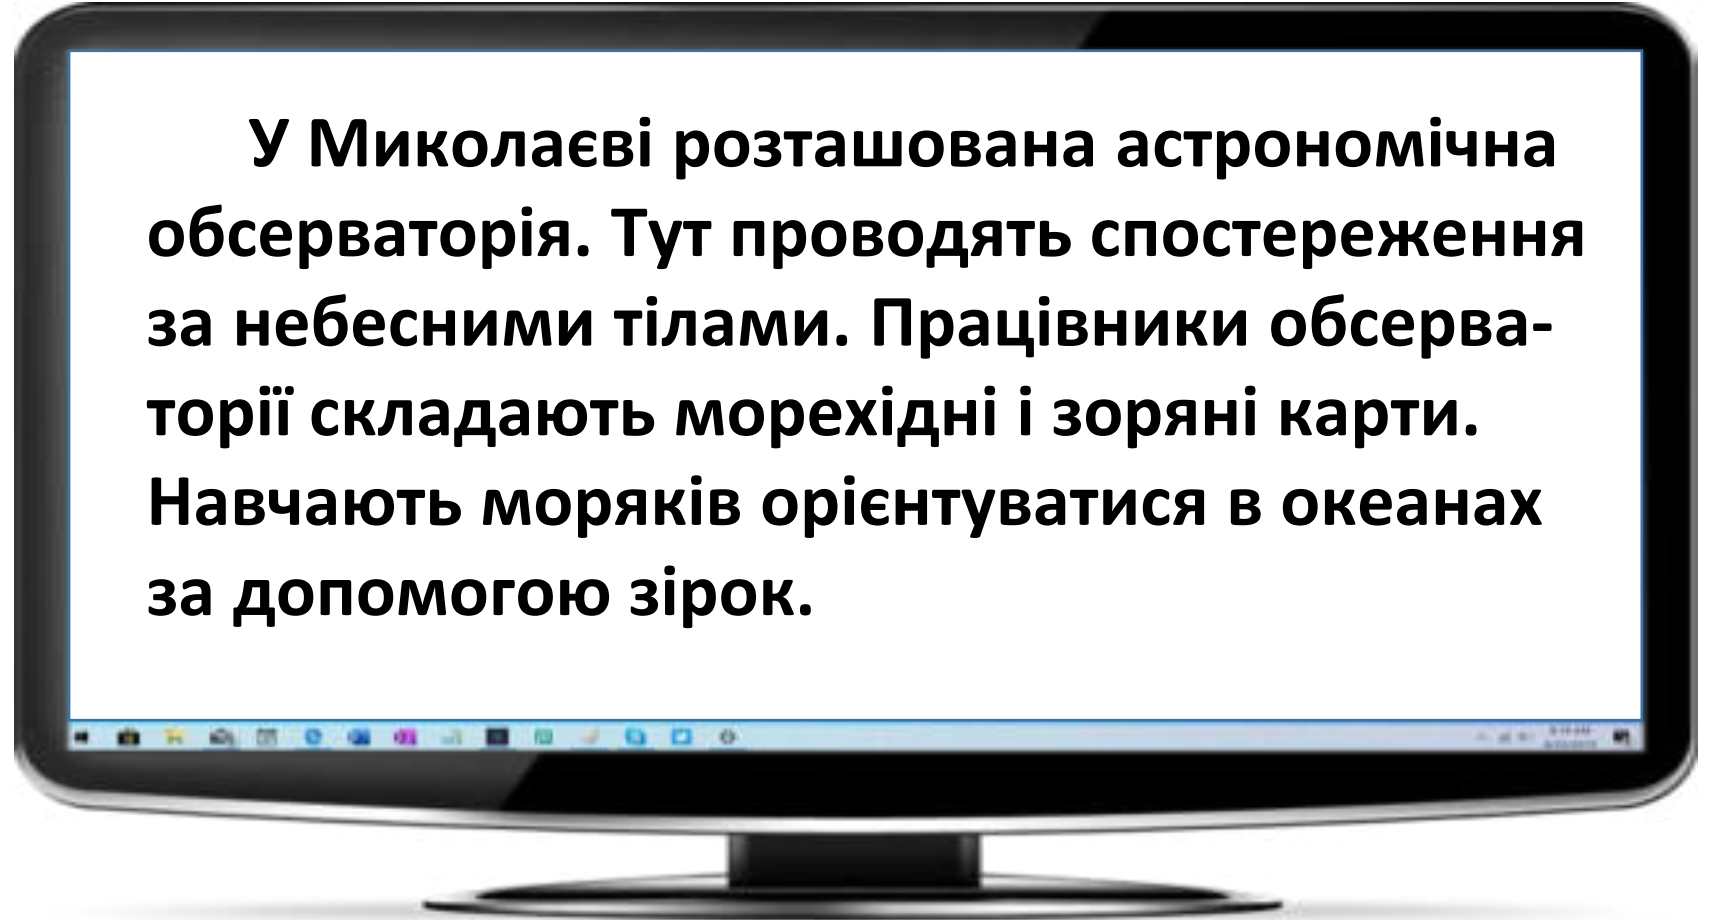 У Миколаєві розташована астрономічна
обсерваторія. Тут проводять спостереження
за небесними тілами. Працівники обсерва-
торії складають морехідні і зоряні карти.
Навчають моряків орієнтуватися в океанах
за допомогою зірок.